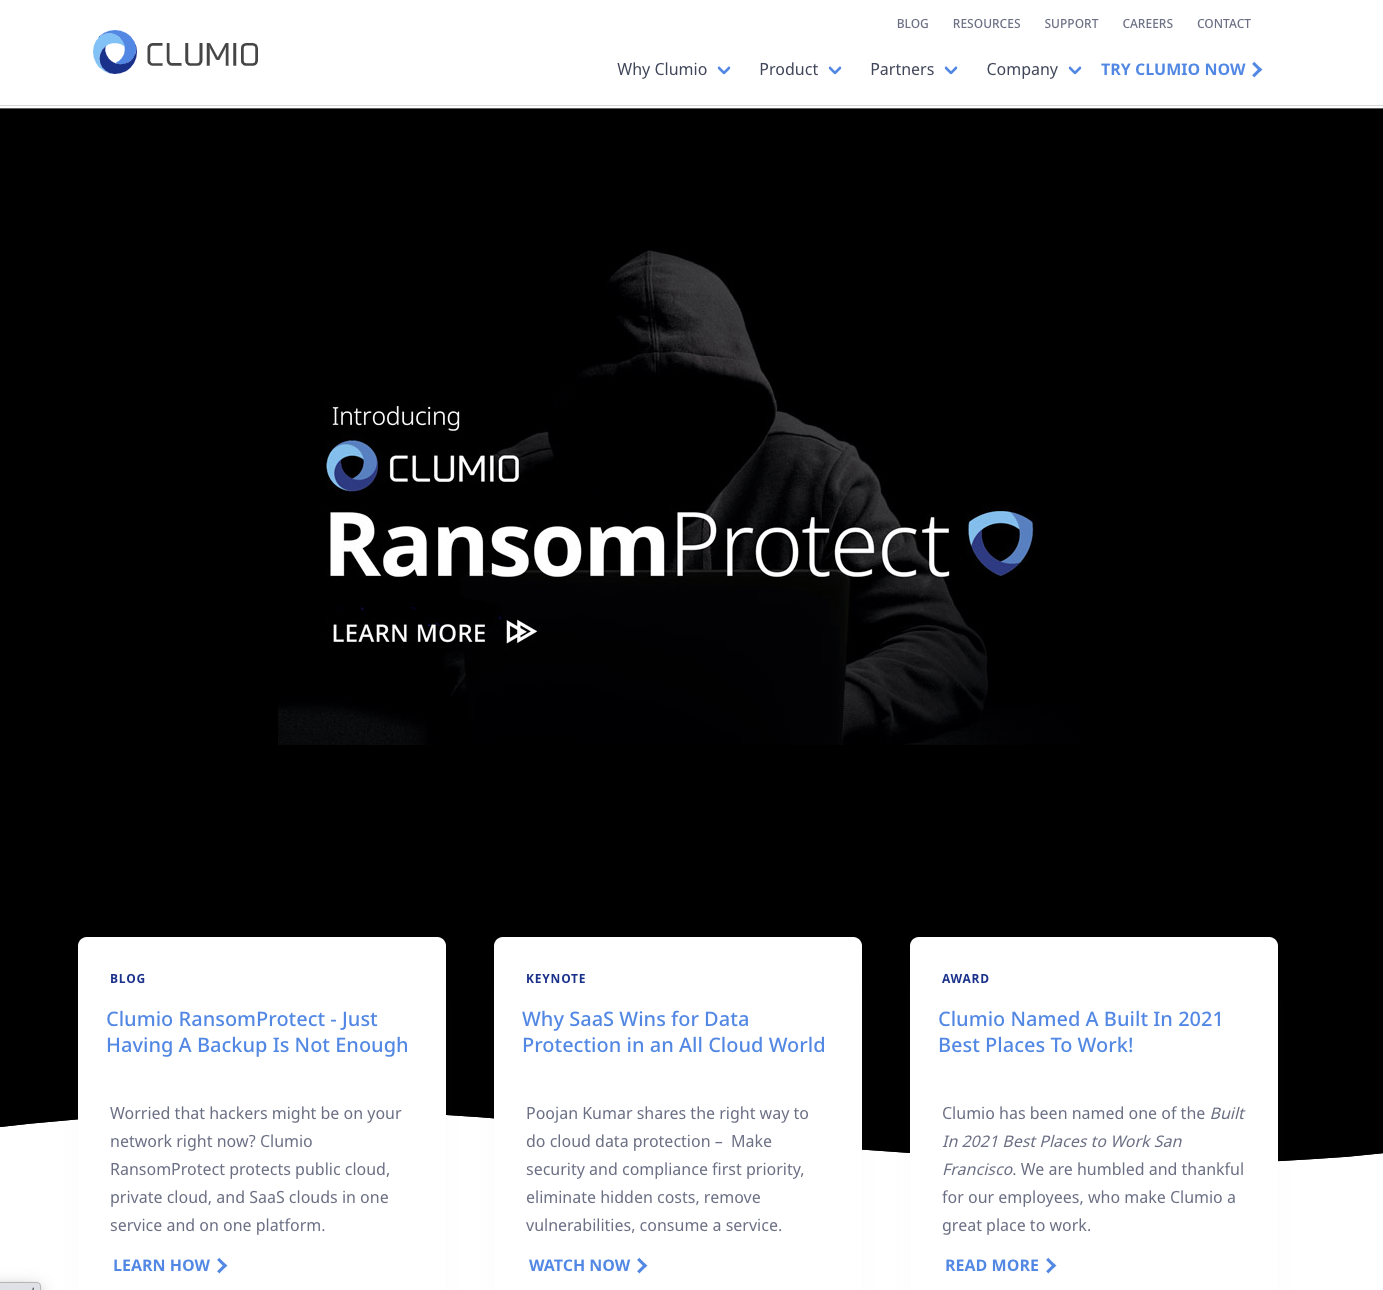 BLOG RESOURCES SUPPORT CAREERS CONTACT
CLUMIO
Why Clumio Product Partners Company TRY CLUMIO NOW
Introducing
CLUMIO
RansomProtect
LEARN MORE
BLOG
Clumio RansomProtect - Just
Having A Backup Is Not Enough
Worried that hackers might be on your
network right now? Clumio
RansomProtect protects public cloud,
private cloud, and SaaS clouds in one
service and on one platform.
LEARN HOW
KEYNOTE
Why SaaS Wins for Data
Protection in an All Cloud World
Poojan Kumar shares the right way to
do cloud data protection –  Make
security and compliance first priority,
eliminate hidden costs, remove
vulnerabilities, consume a service.
WATCH NOW
AWARD
Clumio Named A Built In 2021
Best Places To Work!
Clumio has been named one of the Built
In 2021 Best Places to Work San
Francisco. We are humbled and thankful
for our employees, who make Clumio a
great place to work.
READ MORE